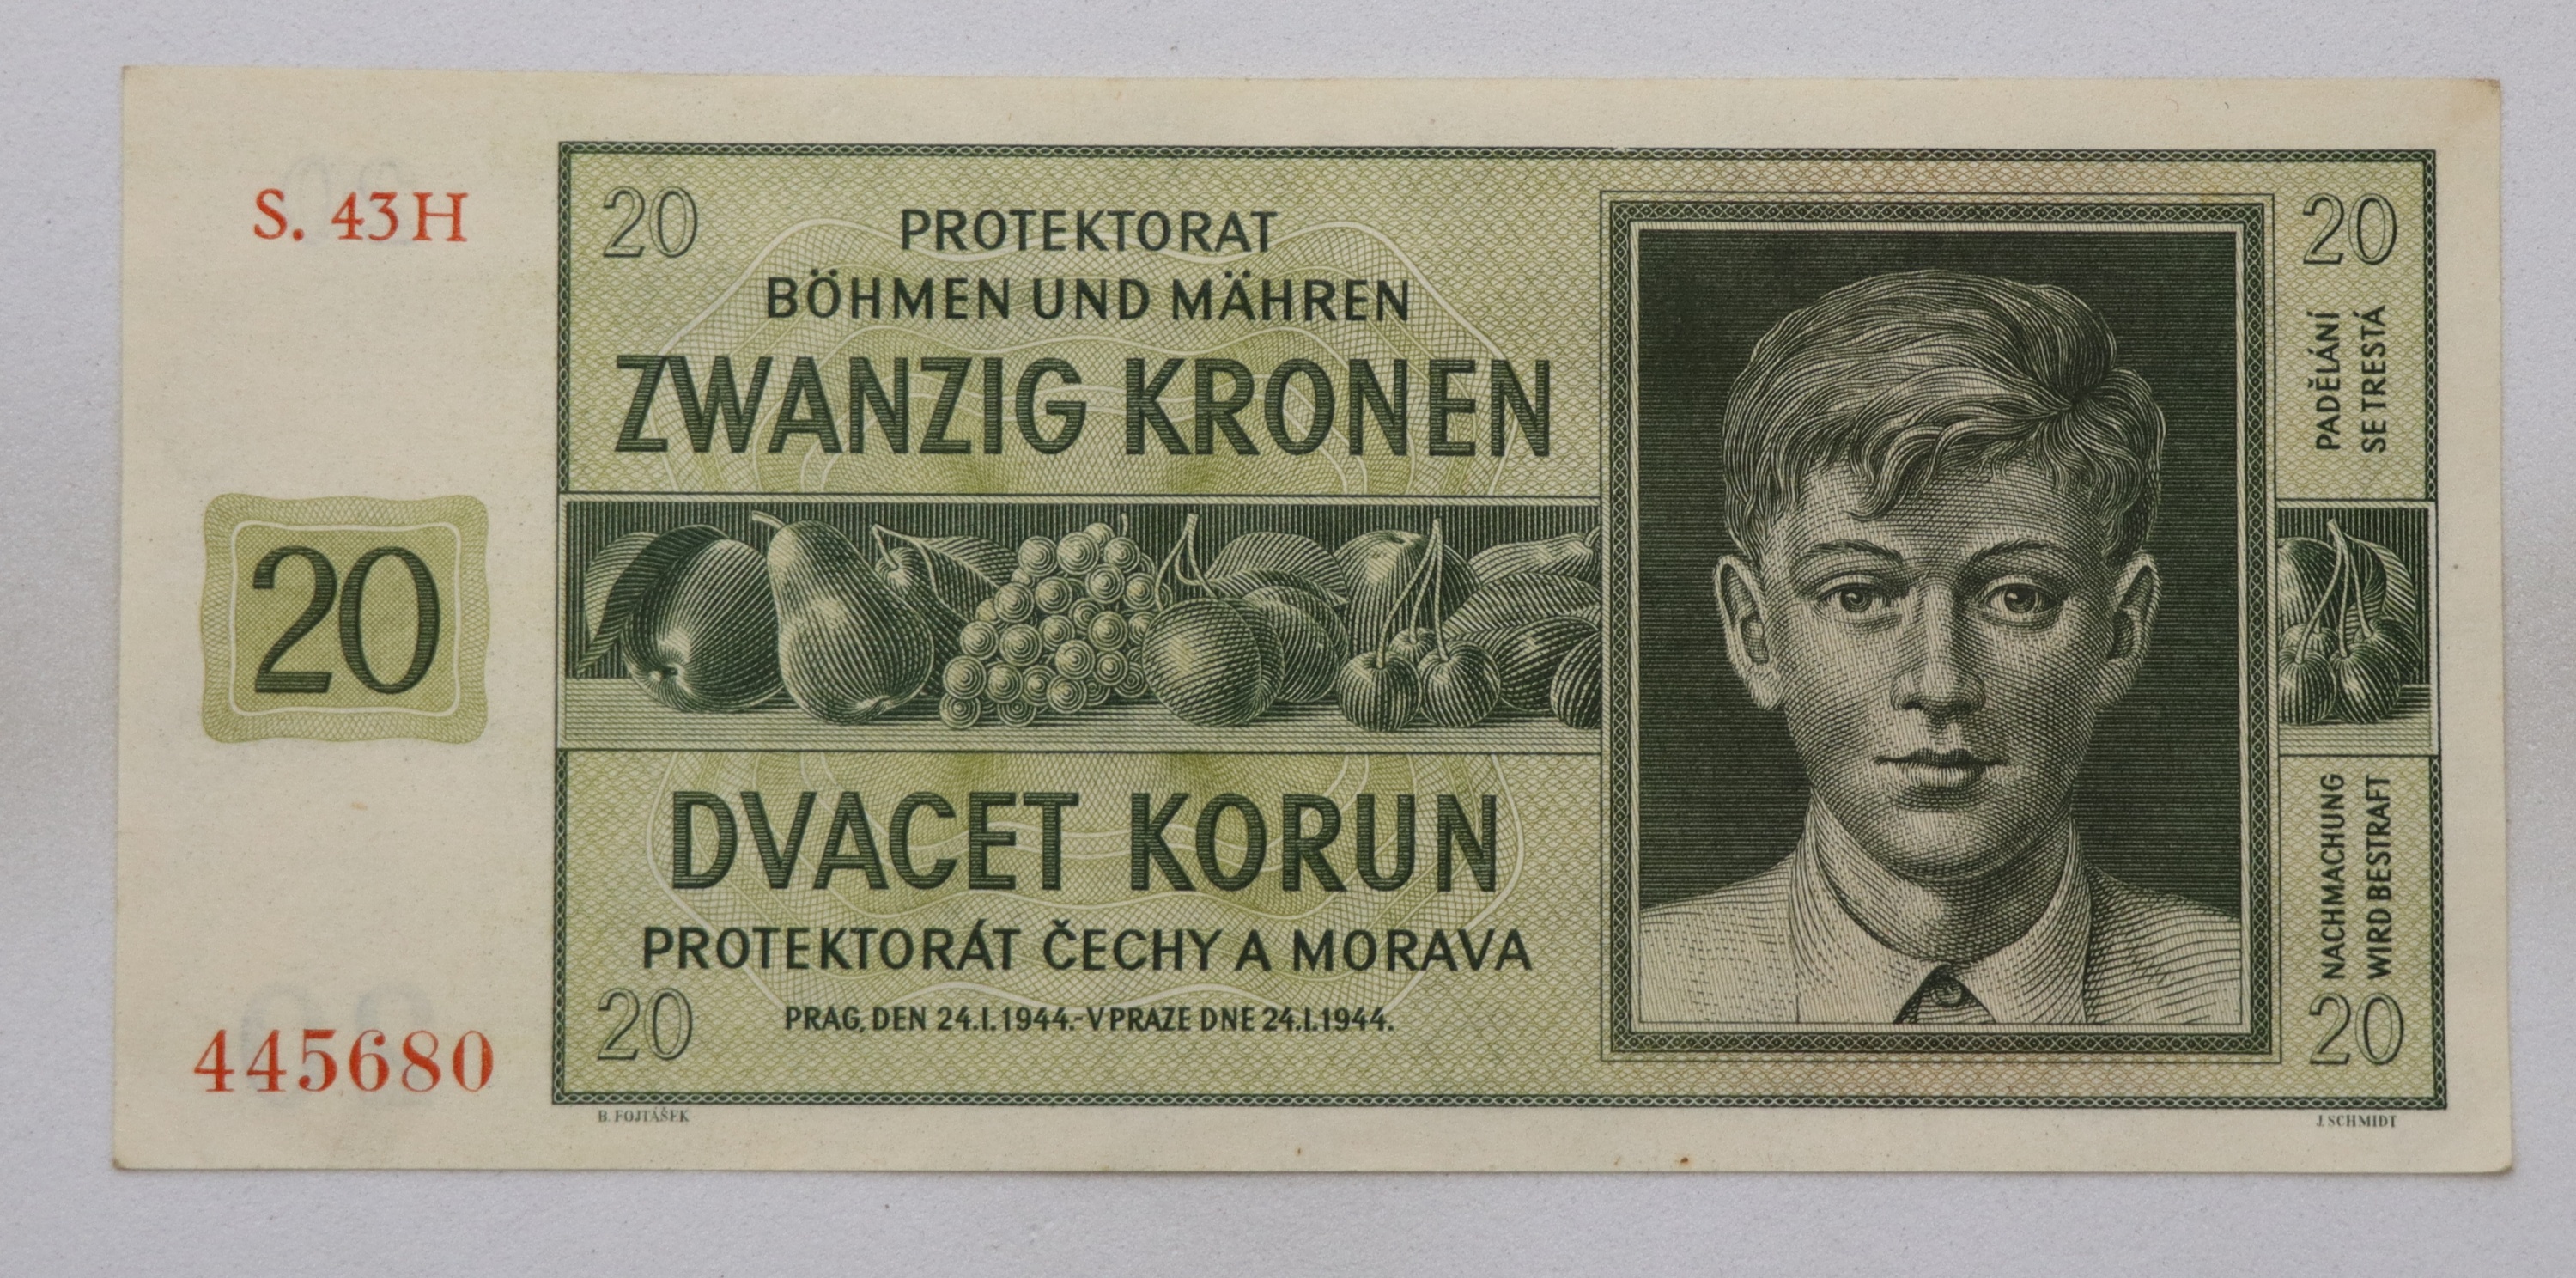 S. 43H
20
PROTEKTORAT
BÖHMEN UND MÄHREN
ZWANZIG KRONEN
20
PADĚLÁNÍ
SE TRESTÁ
20
DVACET KORUN
PROTEKTORÁT ČECHY A MORAVA
20
PRAG, DEN 24.I.1944.-V PRAZE DNE 24.I.1944.
NACHMACHUNG
WIRD BESTRAFT
20
445680
B. FOJTÁŠEK
J. SCHMIDT